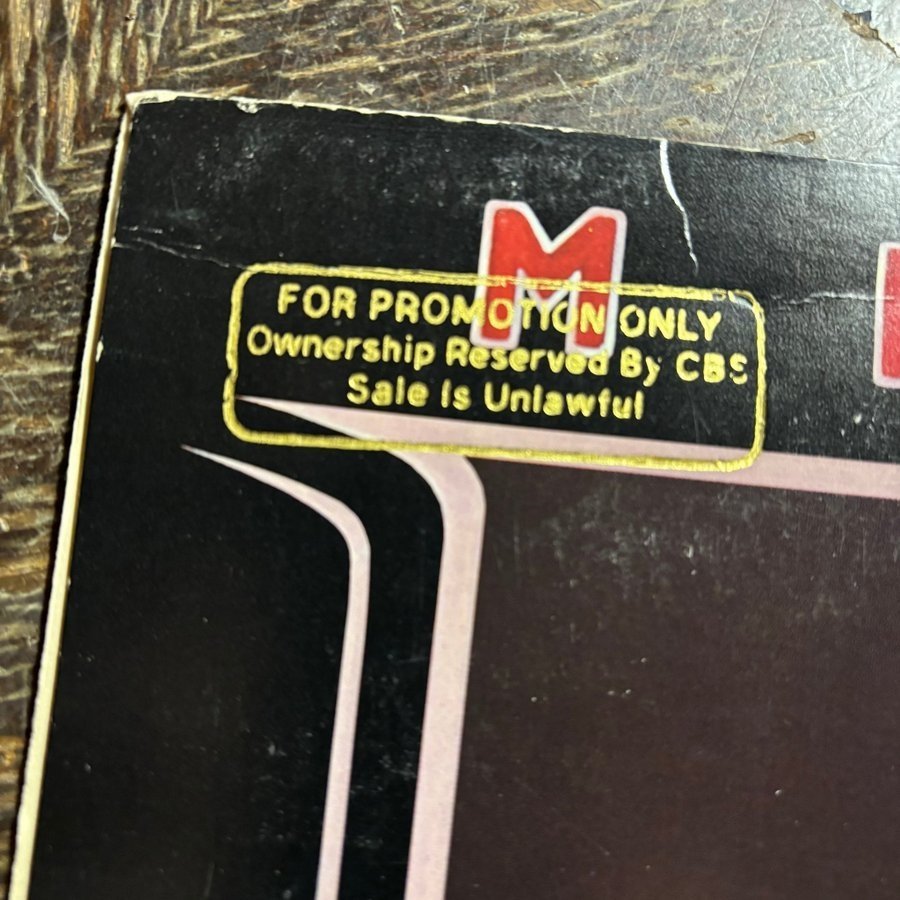 M
FOR PROMOTION ONLY
Ownership Reserved By CBS
Sale Is Unlawful